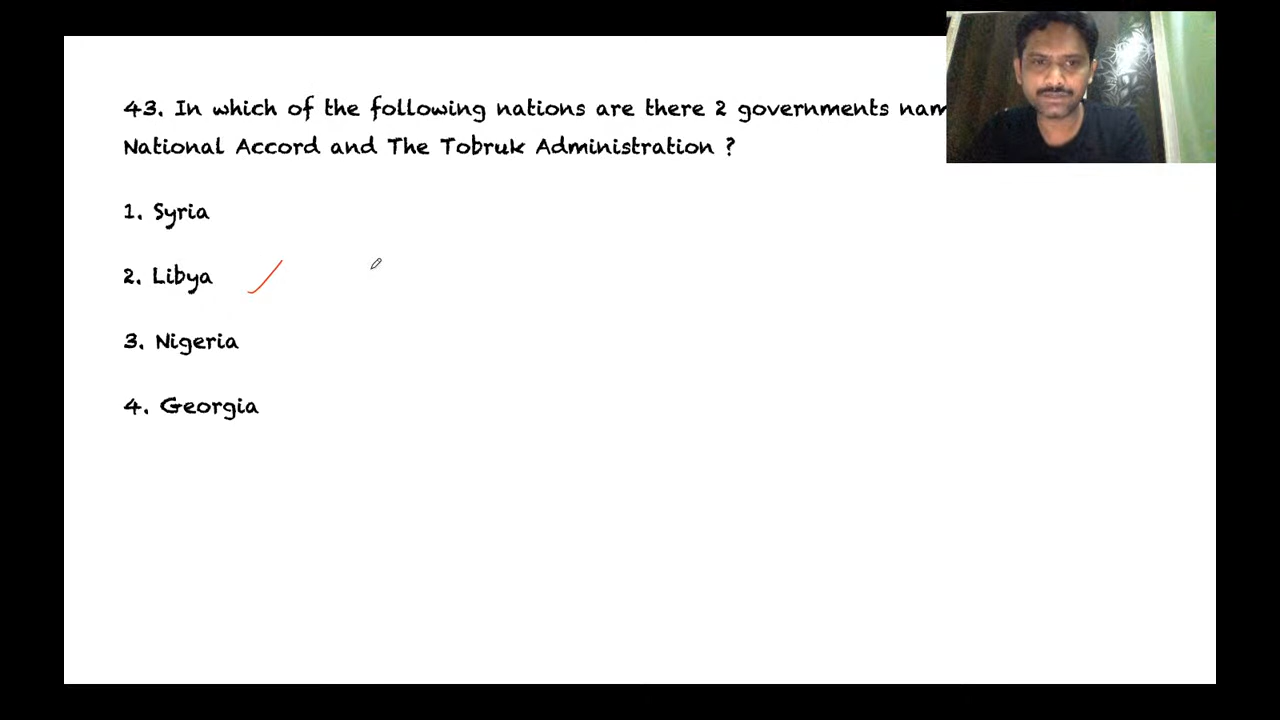 43. In which of the following nations are there 2 governments
National Accord and The Tobruk Administration ?
1. Syria
2. Libya
3. Nigeria
4. Georgia